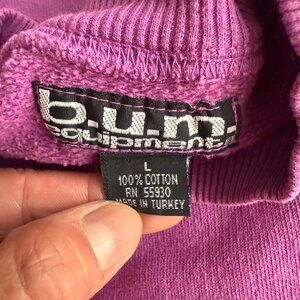 b.u.m.
equipment
L
100% COTTON
RN 55930
MADE IN TURKEY